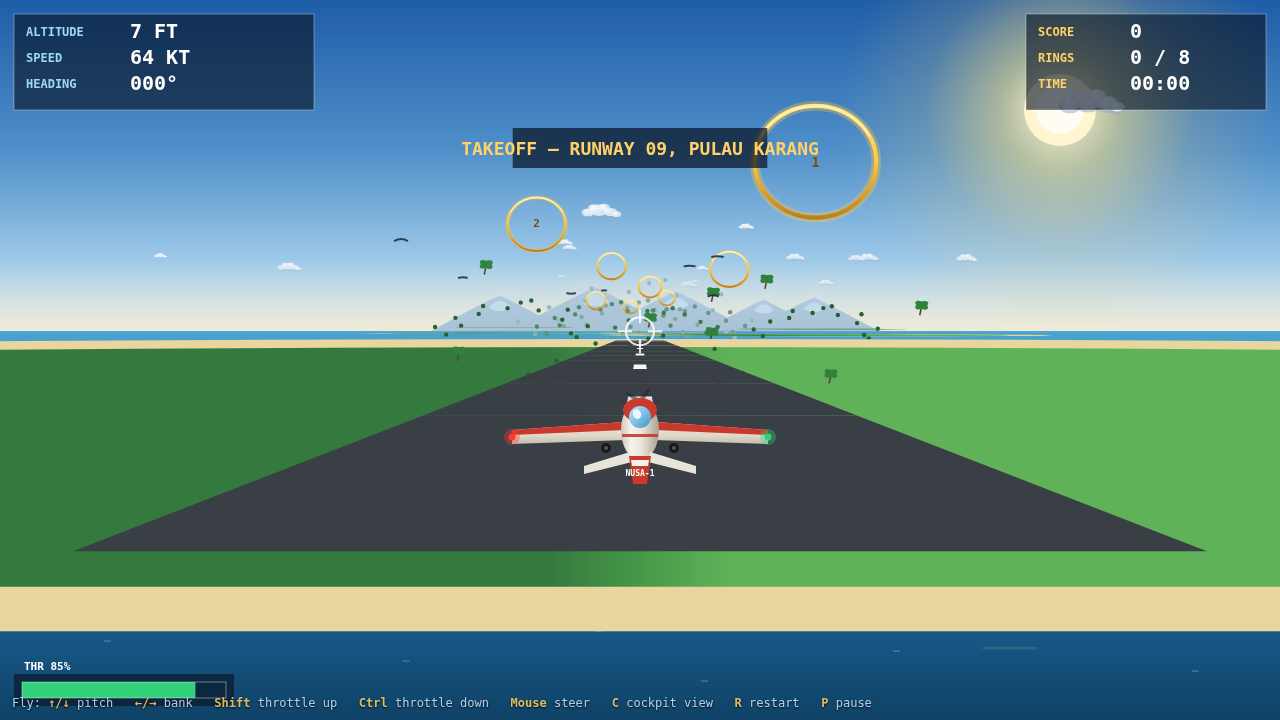 ALTITUDE 7 FT
SPEED 64 KT
HEADING 000°
SCORE 0
RINGS 0 / 8
TIME 00:00
TAKEOFF — RUNWAY 09, PULAU KARANG
1
2
NUSA-1
THR 85%
Fly: ↑/↓ pitch ←/→ bank Shift throttle up Ctrl throttle down Mouse steer C cockpit view R restart P pause